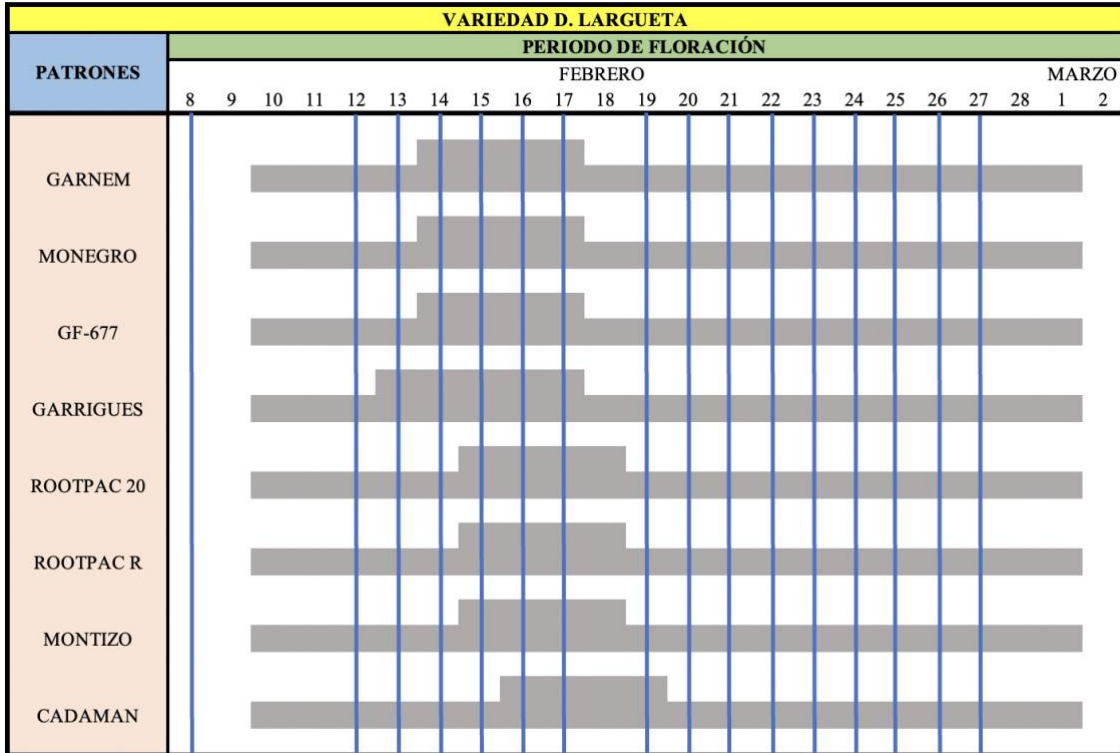 VARIEDAD D. LARGUETA
PERIODO DE FLORACIÓN
PATRONES
FEBRERO MARZO
8 9 10 11 12 13 14 15 16 17 18 19 20 21 22 23 24 25 26 27 28 1 2
GARNEM
MONEGRO
GF-677
GARRIGUES
ROOTPAC 20
ROOTPAC R
MONTIZO
CADAMAN